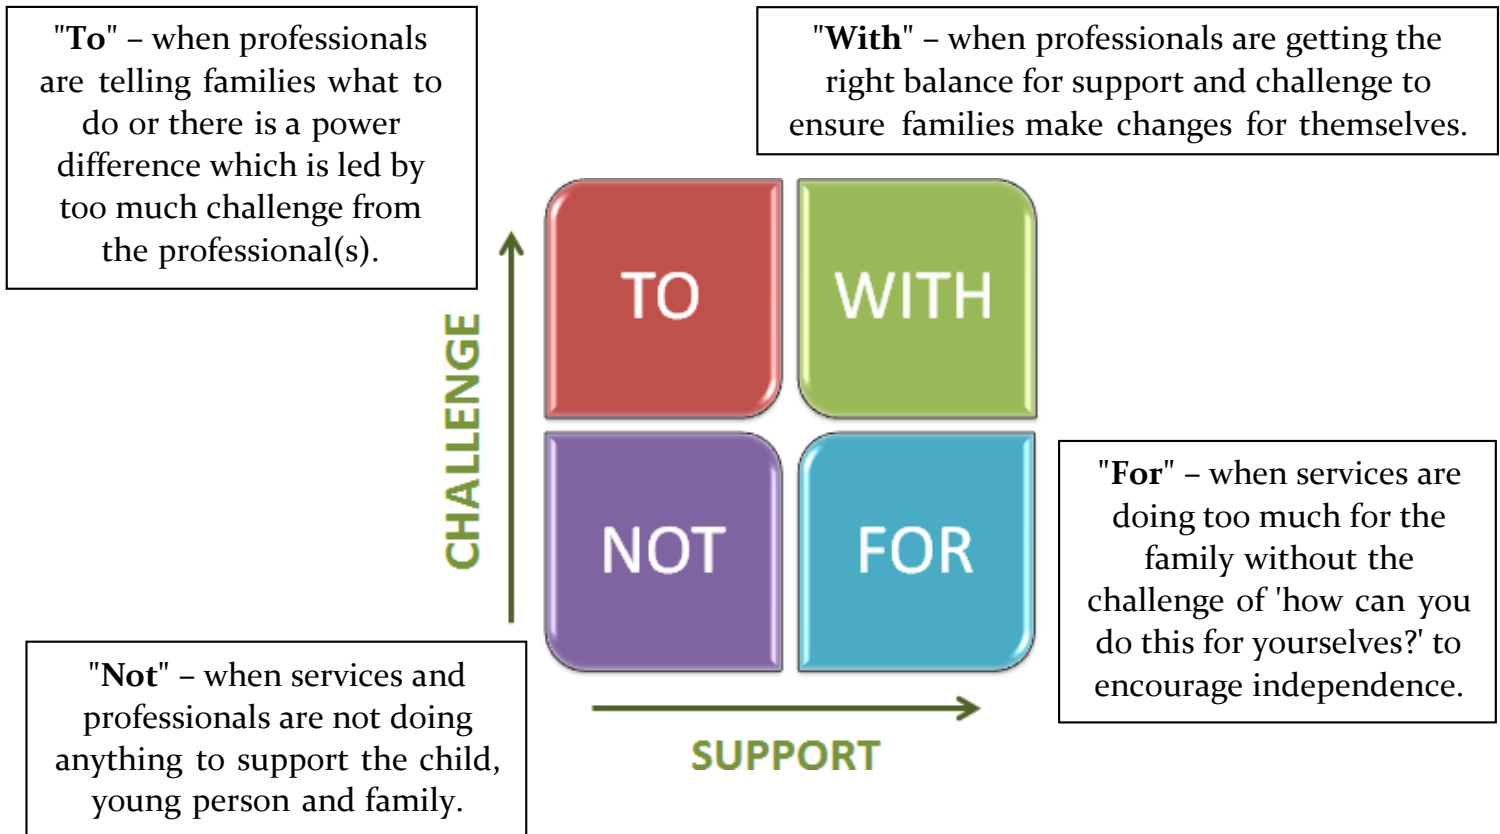 "To" – when professionals
are telling families what to
do or there is a power
difference which is led by
too much challenge from
the professional(s).
"With" – when professionals are getting the
right balance for support and challenge to
ensure families make changes for themselves.
CHALLENGE
TO
WITH
NOT
FOR
SUPPORT
"For" – when services are
doing too much for the
family without the
challenge of 'how can you
do this for yourselves?' to
encourage independence.
"Not" – when services and
professionals are not doing
anything to support the child,
young person and family.